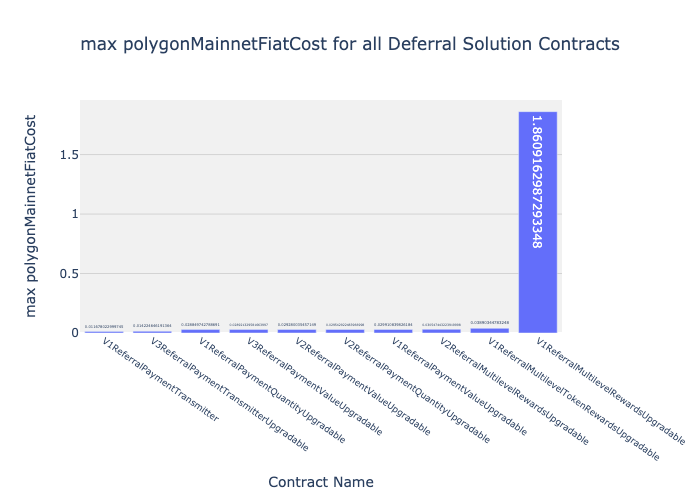 max polygonMainnetFiatCost for all Deferral Solution Contracts
max polygonMainnetFiatCost
1.5
1
0.5
0
1.8609162987293348
V1ReferralPaymentTransmitter
V3ReferralPaymentTransmitterUpgradable
V1ReferralPaymentQuantityUpgradable
V3ReferralPaymentValueUpgradable
V2ReferralPaymentValueUpgradable
V2ReferralPaymentQuantityUpgradable
V1ReferralPaymentValueUpgradable
V2ReferralMultilevelRewardsUpgradable
V1ReferralMultilevelTokenRewardsUpgradable
V1ReferralMultilevelRewardsUpgradable
Contract Name